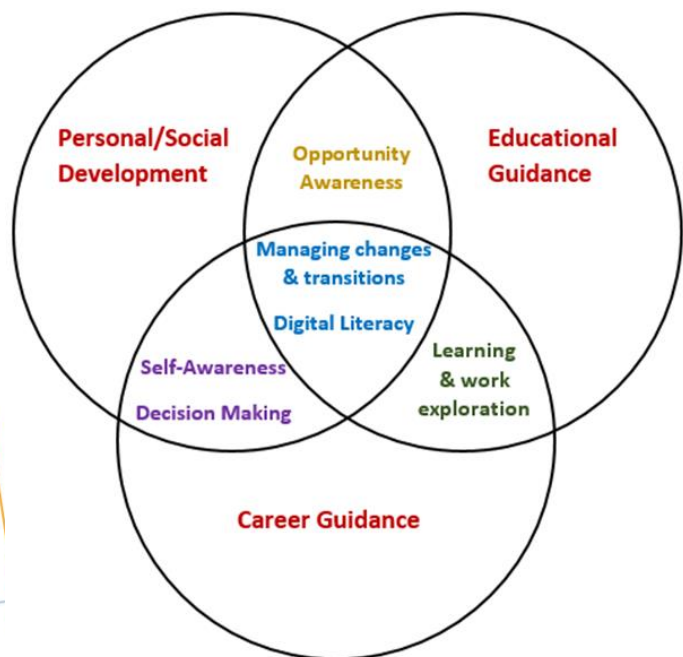 Personal/Social
Development
Opportunity
Awareness
Educational
Guidance
Managing changes
& transitions
Digital Literacy
Self-Awareness
Decision Making
Learning
& work
exploration
Career Guidance